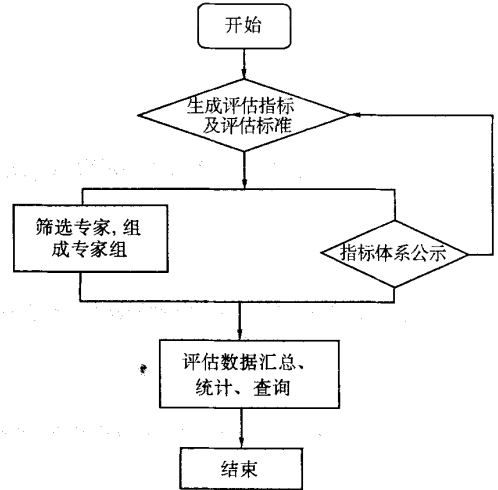 开始
生成评估指标
及评估标准
筛选专家,组
成专家组
指标体系公示
评估数据汇总、
统计、查询
结束